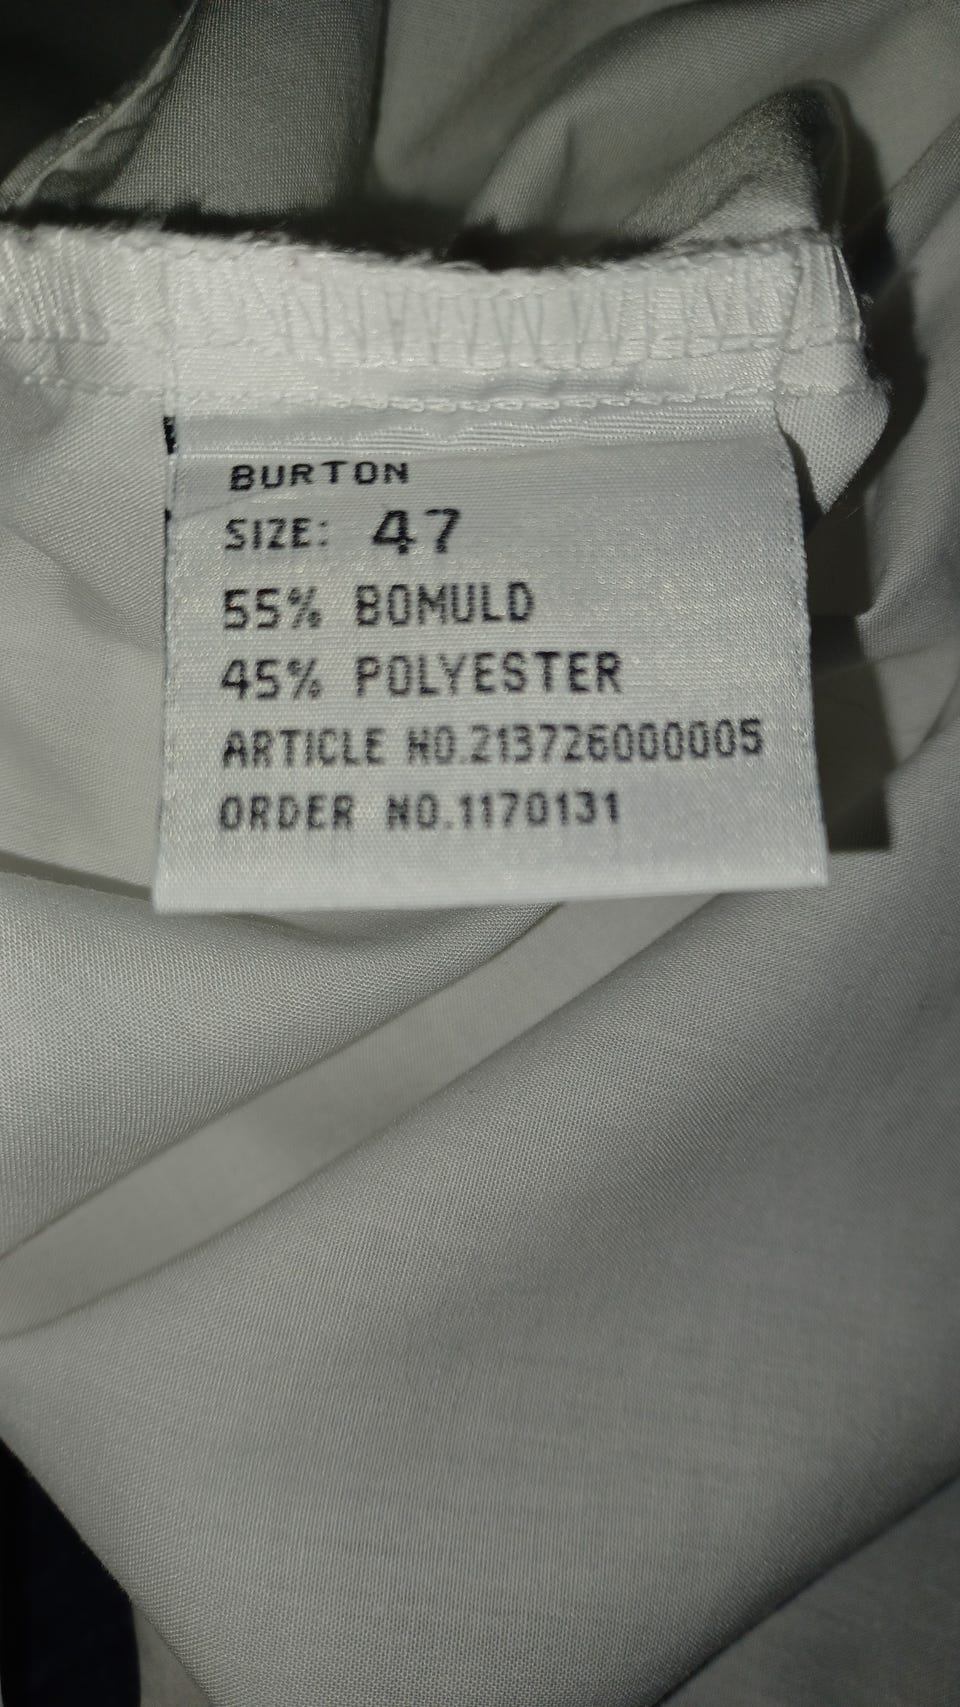 BURTON
SIZE: 47
55% BOMULD
45% POLYESTER
ARTICLE NO.213726000005
ORDER NO.1170131